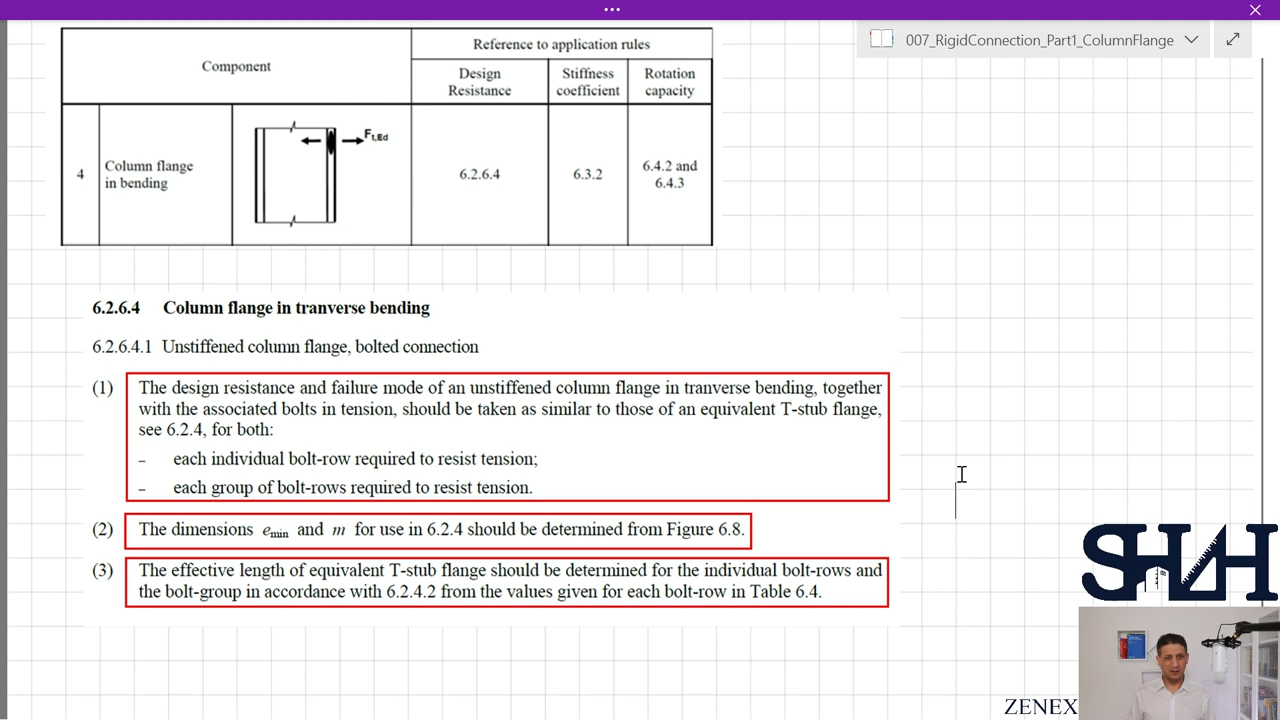 007_RigidConnection_Part1_ColumnFlange
Component
Reference to application rules
Design
Resistance
Stiffness
coefficient
Rotation
capacity
4
Column flange
in bending
Ft,Ed
6.2.6.4
6.3.2
6.4.2 and
6.4.3
6.2.6.4 Column flange in tranverse bending
6.2.6.4.1 Unstiffened column flange, bolted connection
(1) The design resistance and failure mode of an unstiffened column flange in tranverse bending, together
with the associated bolts in tension, should be taken as similar to those of an equivalent T-stub flange,
see 6.2.4, for both:
– each individual bolt-row required to resist tension;
– each group of bolt-rows required to resist tension.
(2) The dimensions emin and m for use in 6.2.4 should be determined from Figure 6.8.
(3) The effective length of equivalent T-stub flange should be determined for the individual bolt-rows and
the bolt-group in accordance with 6.2.4.2 from the values given for each bolt-row in Table 6.4.
ZENEX